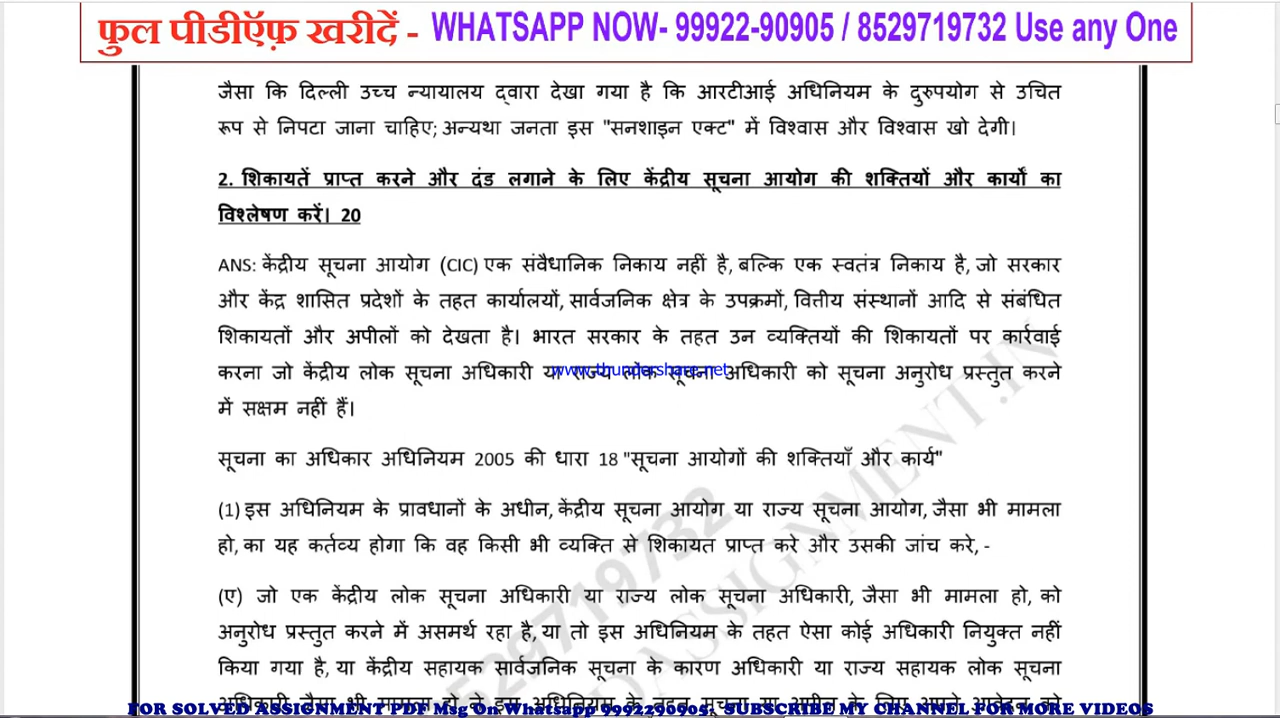 फुल पीडीऍफ़ खरीदें - WHATSAPP NOW- 99922-90905 / 8529719732 Use any One
जैसा कि दिल्ली उच्च न्यायालय द्वारा देखा गया है कि आरटीआई अधिनियम के दुरुपयोग से उचित
रूप से निपटा जाना चाहिए; अन्यथा जनता इस "सनशाइन एक्ट" में विश्वास और विश्वास खो देगी।
2. शिकायतें प्राप्त करने और दंड लगाने के लिए केंद्रीय सूचना आयोग की शक्तियों और कार्यों का
विश्लेषण करें। 20
ANS: केंद्रीय सूचना आयोग (CIC) एक संवैधानिक निकाय नहीं है, बल्कि एक स्वतंत्र निकाय है, जो सरकार
और केंद्र शासित प्रदेशों के तहत कार्यालयों, सार्वजनिक क्षेत्र के उपक्रमों, वित्तीय संस्थानों आदि से संबंधित
शिकायतों और अपीलों को देखता है। भारत सरकार के तहत उन व्यक्तियों की शिकायतों पर कार्रवाई
करना जो केंद्रीय लोक सूचना अधिकारी या राज्य लोक सूचना अधिकारी को सूचना अनुरोध प्रस्तुत करने
www.thundershare.net
में सक्षम नहीं हैं।
सूचना का अधिकार अधिनियम 2005 की धारा 18 "सूचना आयोगों की शक्तियाँ और कार्य"
(1) इस अधिनियम के प्रावधानों के अधीन, केंद्रीय सूचना आयोग या राज्य सूचना आयोग, जैसा भी मामला
हो, का यह कर्तव्य होगा कि वह किसी भी व्यक्ति से शिकायत प्राप्त करे और उसकी जांच करे, -
(ए) जो एक केंद्रीय लोक सूचना अधिकारी या राज्य लोक सूचना अधिकारी, जैसा भी मामला हो, को
अनुरोध प्रस्तुत करने में असमर्थ रहा है, या तो इस अधिनियम के तहत ऐसा कोई अधिकारी नियुक्त नहीं
किया गया है, या केंद्रीय सहायक सार्वजनिक सूचना के कारण अधिकारी या राज्य सहायक लोक सूचना
8529719732
ASSIGNMENT.IN
FOR SOLVED ASSIGNMENT PDF Msg On Whatsapp 9992290905, SUBSCRIBE MY CHANNEL FOR MORE VIDEOS